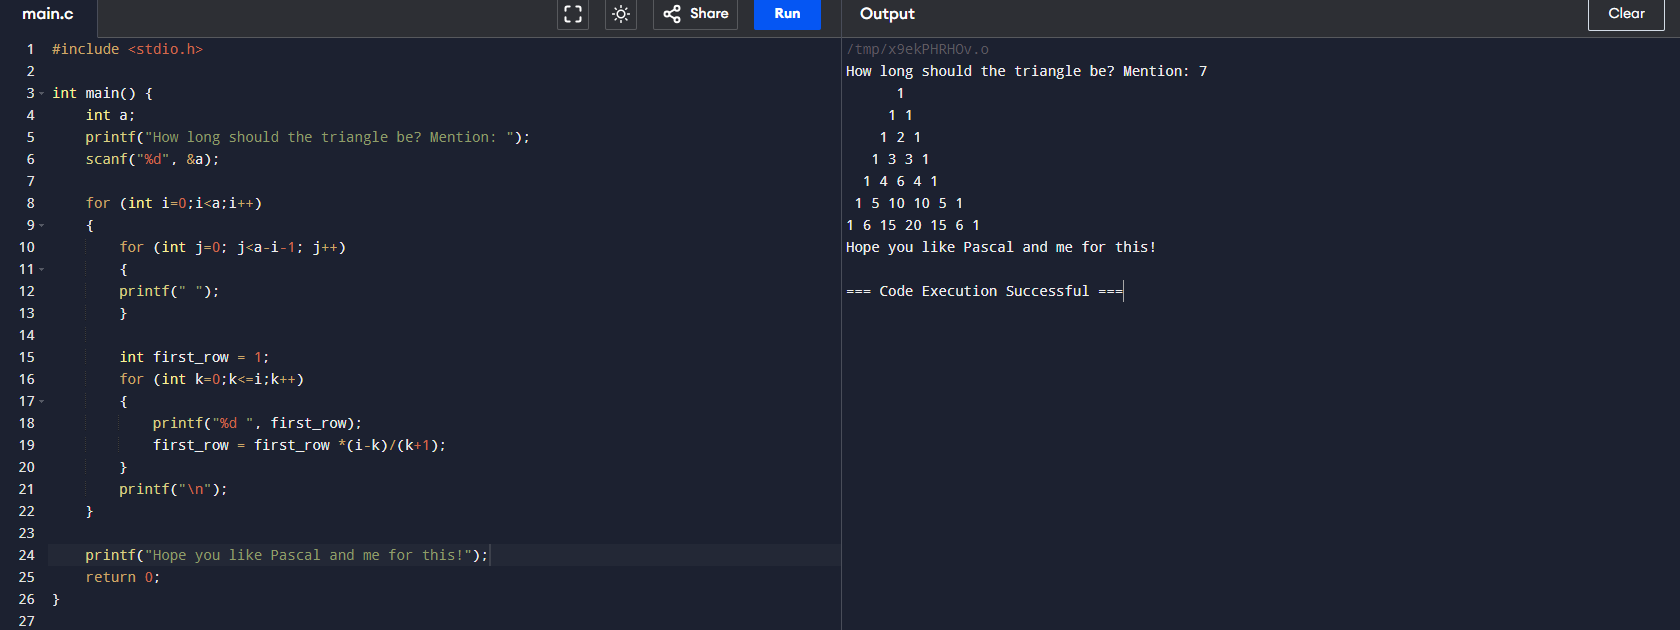 main.c Share Run Output Clear
1 #include <stdio.h>
2
3 int main() {
4     int a;
5     printf("How long should the triangle be? Mention: ");
6     scanf("%d", &a);
7
8     for (int i=0;i<a;i++)
9     {
10         for (int j=0; j<a-i-1; j++)
11         {
12         printf(" ");
13         }
14
15         int first_row = 1;
16         for (int k=0;k<=i;k++)
17         {
18             printf("%d ", first_row);
19             first_row = first_row *(i-k)/(k+1);
20         }
21         printf("\n");
22     }
23
24     printf("Hope you like Pascal and me for this!");
25     return 0;
26 }
27
/tmp/x9ekPHRHOv.o
How long should the triangle be? Mention: 7
      1
     1 1
    1 2 1
   1 3 3 1
  1 4 6 4 1
 1 5 10 10 5 1
1 6 15 20 15 6 1
Hope you like Pascal and me for this!

=== Code Execution Successful ===